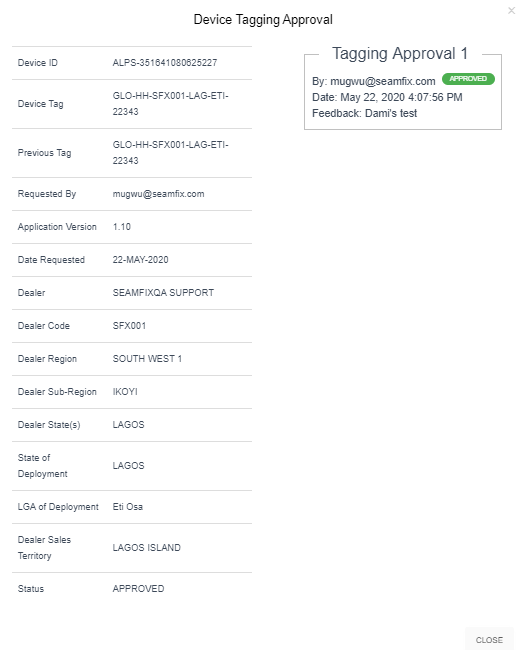 ×
Device Tagging Approval
Device ID ALPS-351641080625227
Device Tag GLO-HH-SFX001-LAG-ETI-
22343
Previous Tag GLO-HH-SFX001-LAG-ETI-
22343
Requested By mugwu@seamfix.com
Application Version 1.10
Date Requested 22-MAY-2020
Dealer SEAMFIXQA SUPPORT
Dealer Code SFX001
Dealer Region SOUTH WEST 1
Dealer Sub-Region IKOYI
Dealer State(s) LAGOS
State of
Deployment LAGOS
LGA of Deployment Eti Osa
Dealer Sales
Territory LAGOS ISLAND
Status APPROVED
Tagging Approval 1
By: mugwu@seamfix.com APPROVED
Date: May 22, 2020 4:07:56 PM
Feedback: Dami's test
CLOSE